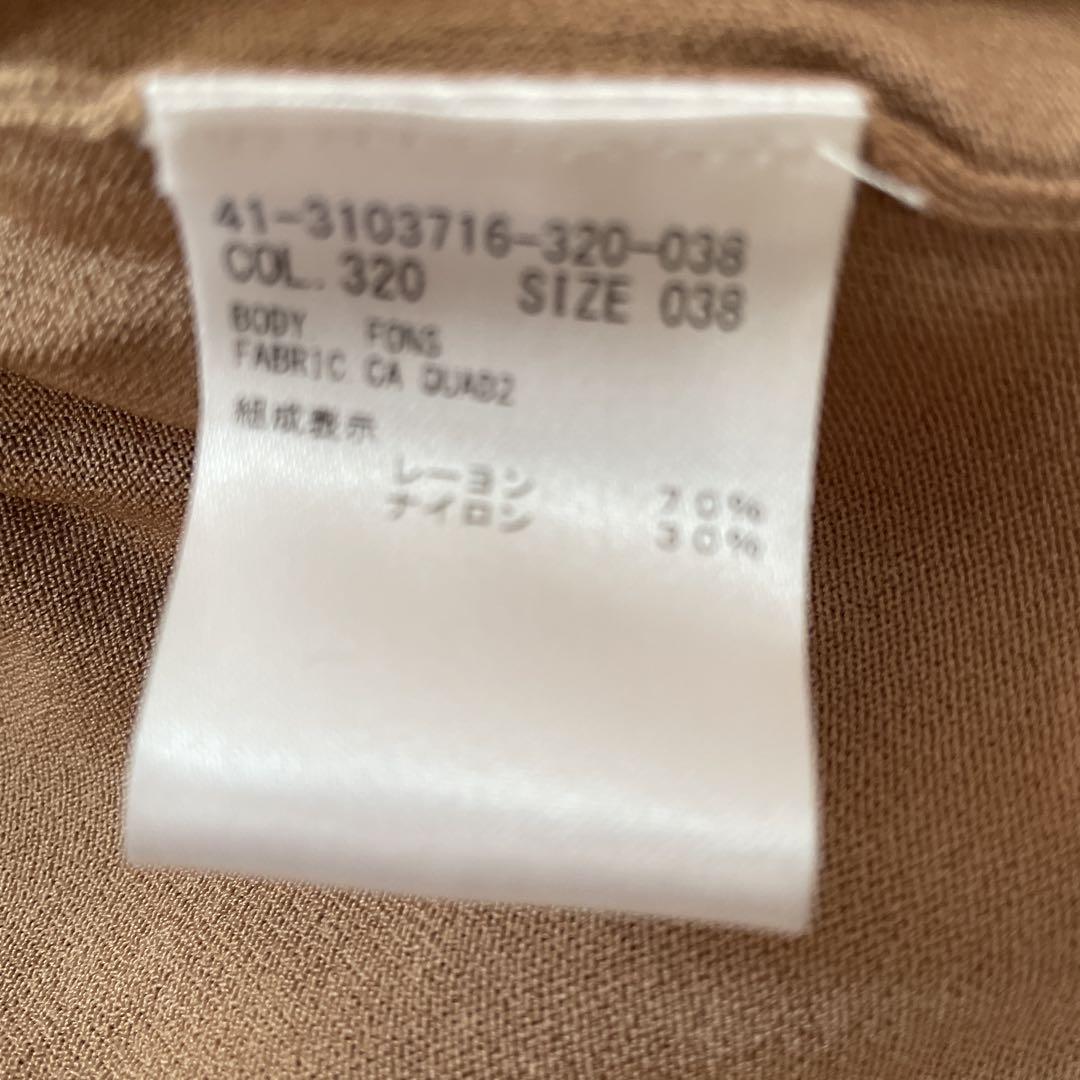 41-3103716-320-038
COL. 320 SIZE 038
BODY FONS
FABRIC CA QUAD2
組成表示
レーヨン 70%
ナイロン 30%